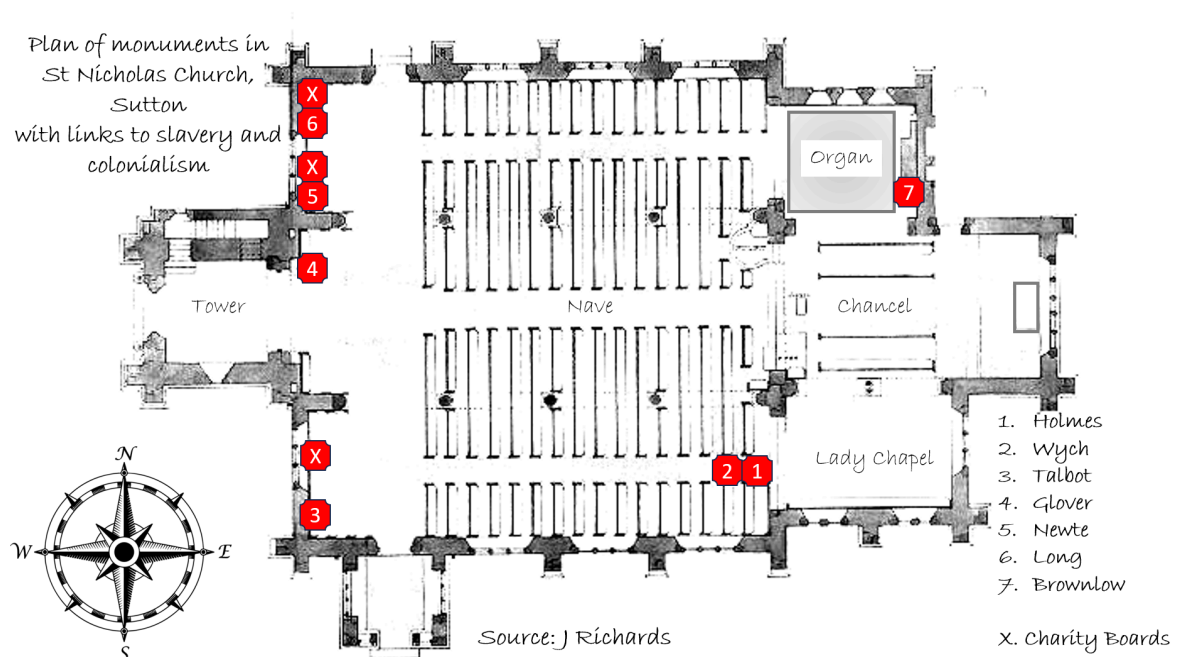 Plan of monuments in
St Nicholas Church,
Sutton
with links to slavery and
colonialism
X
6
X
5
4
7
Organ
Tower
Nave
Chancel
X
3
2 1
Lady Chapel
N
W E
S
1. Holmes
2. Wych
3. Talbot
4. Glover
5. Newte
6. Long
7. Brownlow
X. Charity Boards
Source: J Richards